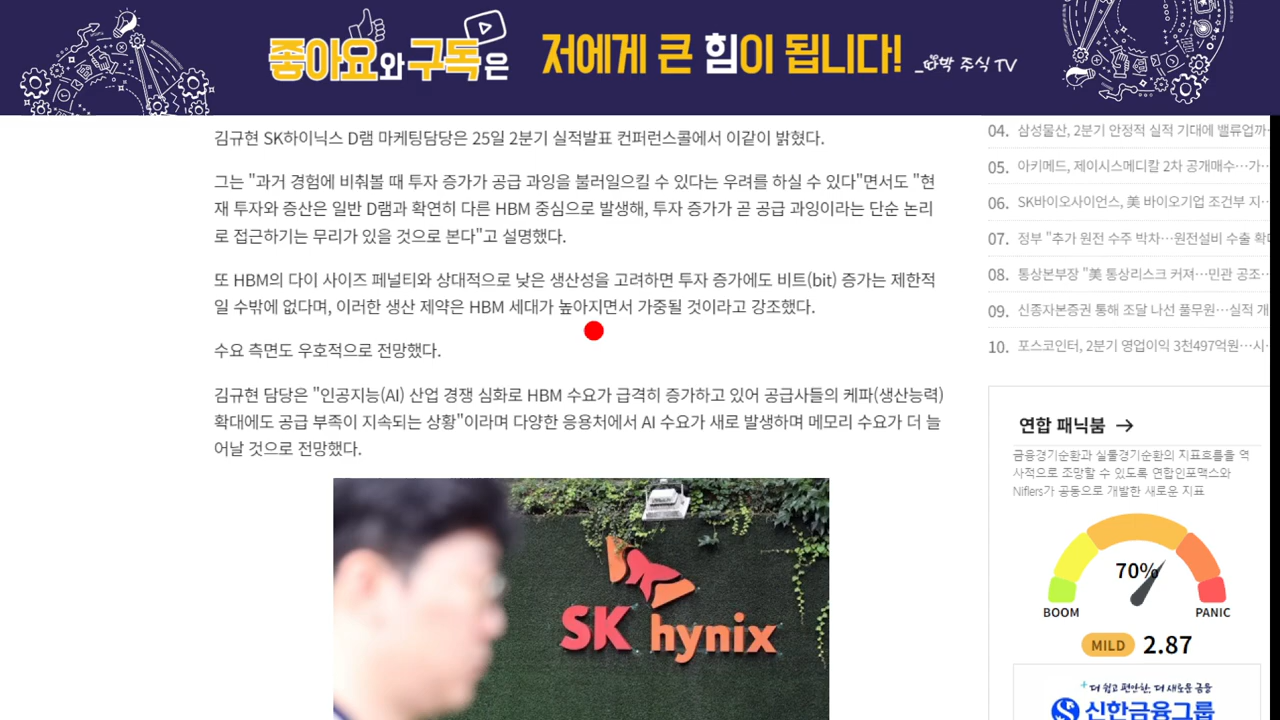 좋아요와 구독은 저에게 큰 힘이 됩니다!
박 주식 TV
김규현 SK하이닉스 D램 마케팅담당은 25일 2분기 실적발표 컨퍼런스콜에서 이같이 밝혔다.
그는 "과거 경험에 비춰볼 때 투자 증가가 공급 과잉을 불러일으킬 수 있다는 우려를 하실 수 있다"면서도 "현
재 투자와 증산은 일반 D램과 확연히 다른 HBM 중심으로 발생해, 투자 증가가 곧 공급 과잉이라는 단순 논리
로 접근하기는 무리가 있을 것으로 본다"고 설명했다.
또 HBM의 다이 사이즈 페널티와 상대적으로 낮은 생산성을 고려하면 투자 증가에도 비트(bit) 증가는 제한적
일 수밖에 없다며, 이러한 생산 제약은 HBM 세대가 높아지면서 가중될 것이라고 강조했다.
수요 측면도 우호적으로 전망했다.
김규현 담당은 "인공지능(AI) 산업 경쟁 심화로 HBM 수요가 급격히 증가하고 있어 공급사들의 케파(생산능력)
확대에도 공급 부족이 지속되는 상황"이라며 다양한 응용처에서 AI 수요가 새로 발생하며 메모리 수요가 더 늘
어날 것으로 전망했다.
SK hynix
04. 삼성물산, 2분기 안정적 실적 기대에 밸류업까…
05. 아키메드, 제이시스메디칼 2차 공개매수…가…
06. SK바이오사이언스, 美 바이오기업 조건부 지…
07. 정부 "추가 원전 수주 박차…원전설비 수출 확대
08. 통상본부장 "美 통상리스크 커져…민관 공조…
09. 신종자본증권 통해 조달 나선 풀무원…실적 개
10. 포스코인터, 2분기 영업이익 3천497억원…시…
연합 패닉붐 →
금융경기순환과 실물경기순환의 지표흐름을 역
사적으로 조망할 수 있도록 연합인포맥스와
Nifiers가 공동으로 개발한 새로운 지표
70%
BOOM PANIC
MILD 2.87
더 쉽고 편안한, 더 새로운 금융
신한금융그룹